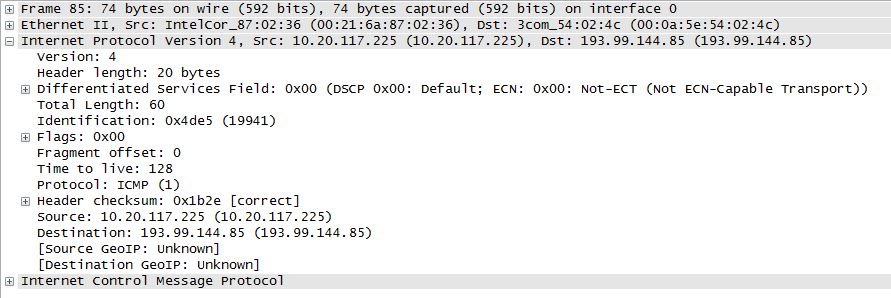 Frame 85: 74 bytes on wire (592 bits), 74 bytes captured (592 bits) on interface 0
Ethernet II, Src: IntelCor_87:02:36 (00:21:6a:87:02:36), Dst: 3com_54:02:4c (00:0a:5e:54:02:4c)
Internet Protocol Version 4, Src: 10.20.117.225 (10.20.117.225), Dst: 193.99.144.85 (193.99.144.85)
Version: 4
Header length: 20 bytes
Differentiated Services Field: 0x00 (DSCP 0x00: Default; ECN: 0x00: Not-ECT (Not ECN-Capable Transport))
Total Length: 60
Identification: 0x4de5 (19941)
Flags: 0x00
Fragment offset: 0
Time to live: 128
Protocol: ICMP (1)
Header checksum: 0x1b2e [correct]
Source: 10.20.117.225 (10.20.117.225)
Destination: 193.99.144.85 (193.99.144.85)
[Source GeoIP: Unknown]
[Destination GeoIP: Unknown]
Internet Control Message Protocol